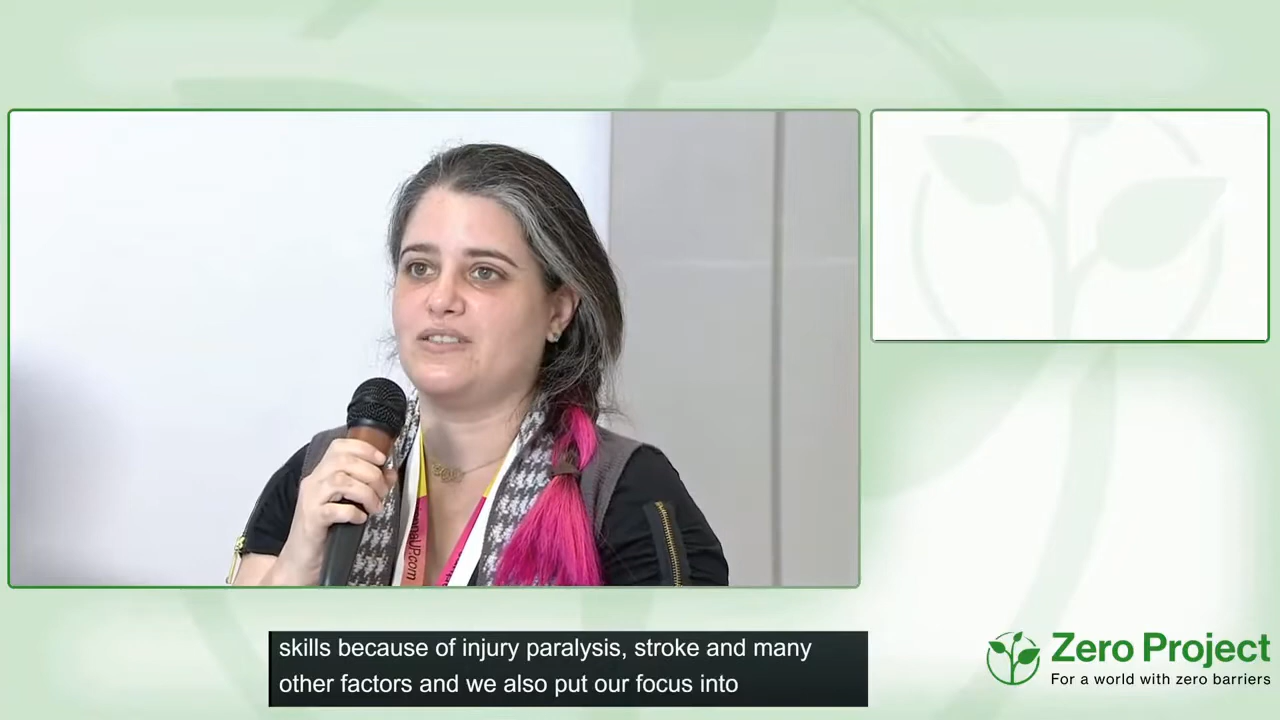 skills because of injury paralysis, stroke and many
other factors and we also put our focus into
Zero Project
For a world with zero barriers